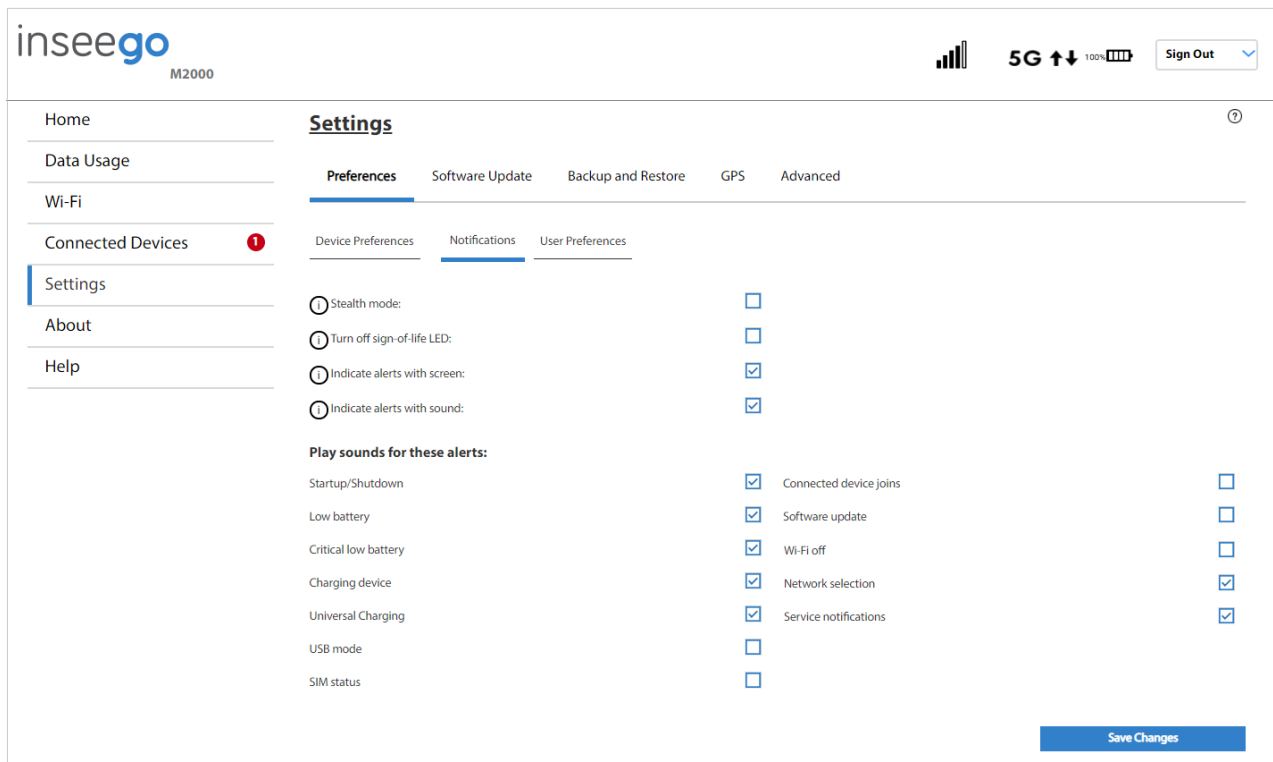 inseego
M2000
5G
100%
Sign Out
Home
Data Usage
Wi-Fi
Connected Devices 1
Settings
About
Help
Settings
?
Preferences Software Update Backup and Restore GPS Advanced
Device Preferences Notifications User Preferences
i Stealth mode:
i Turn off sign-of-life LED:
i Indicate alerts with screen:
i Indicate alerts with sound:
Play sounds for these alerts:
Startup/Shutdown
Low battery
Critical low battery
Charging device
Universal Charging
USB mode
SIM status
Connected device joins
Software update
Wi-Fi off
Network selection
Service notifications
Save Changes